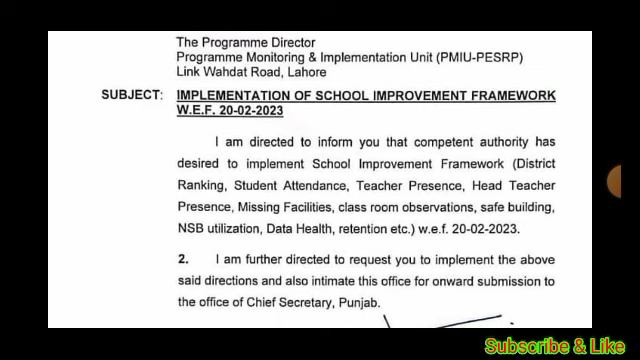 The Programme Director
Programme Monitoring & Implementation Unit (PMIU-PESRP)
Link Wahdat Road, Lahore
SUBJECT: IMPLEMENTATION OF SCHOOL IMPROVEMENT FRAMEWORK
W.E.F. 20-02-2023
I am directed to inform you that competent authority has
desired to implement School Improvement Framework (District
Ranking, Student Attendance, Teacher Presence, Head Teacher
Presence, Missing Facilities, class room observations, safe building,
NSB utilization, Data Health, retention etc.) w.e.f. 20-02-2023.
2. I am further directed to request you to implement the above
said directions and also intimate this office for onward submission to
the office of Chief Secretary, Punjab.
Subscribe & Like